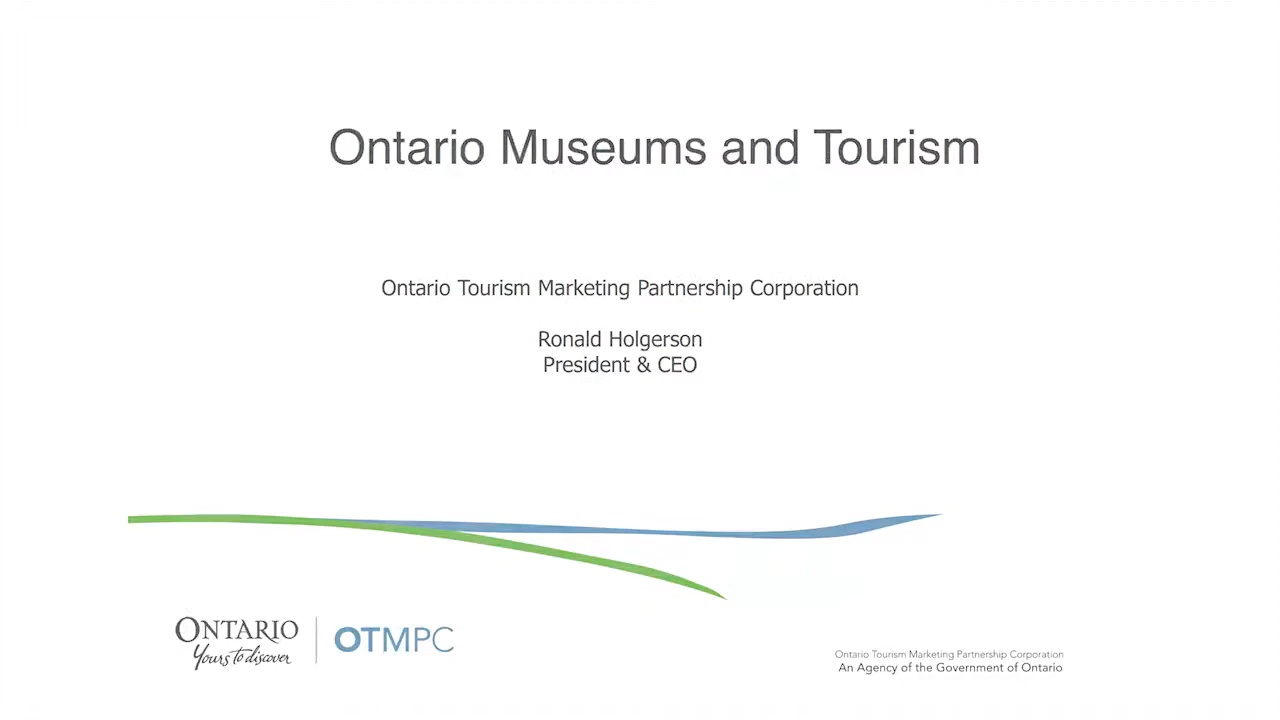 Ontario Museums and Tourism
Ontario Tourism Marketing Partnership Corporation
Ronald Holgerson
President & CEO
ONTARIO
Yours to discover
OTMPC
Ontario Tourism Marketing Partnership Corporation
An Agency of the Government of Ontario